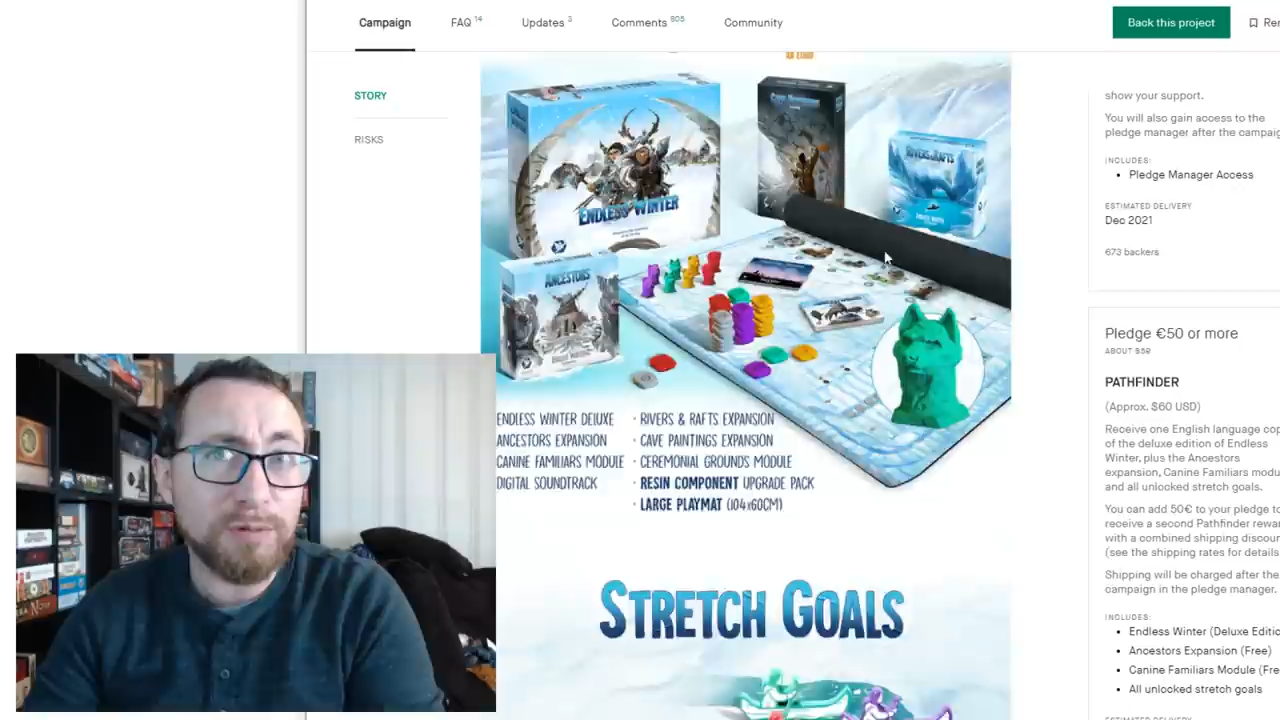 Campaign
FAQ 14
Updates 3
Comments 805
Community
Back this project
STORY
RISKS
ENDLESS WINTER
RIVERS & RAFTS
ANCESTORS
ENDLESS WINTER DELUXE
ANCESTORS EXPANSION
CANINE FAMILIARS MODULE
DIGITAL SOUNDTRACK
· RIVERS & RAFTS EXPANSION
· CAVE PAINTINGS EXPANSION
· CEREMONIAL GROUNDS MODULE
· RESIN COMPONENT UPGRADE PACK
· LARGE PLAYMAT (104x60CM)
STRETCH GOALS
show your support.
You will also gain access to the
pledge manager after the campaig
INCLUDES:
• Pledge Manager Access
ESTIMATED DELIVERY
Dec 2021
673 backers
Pledge €50 or more
ABOUT $59
PATHFINDER
(Approx. $60 USD)
Receive one English language cop
of the deluxe edition of Endless
Winter, plus the Ancestors
expansion, Canine Familiars modu
and all unlocked stretch goals.
You can add 50€ to your pledge to
receive a second Pathfinder rewa
with a combined shipping discoun
(see the shipping rates for details
Shipping will be charged after the
campaign in the pledge manager.
INCLUDES:
• Endless Winter (Deluxe Editio
• Ancestors Expansion (Free)
• Canine Familiars Module (Fre
• All unlocked stretch goals